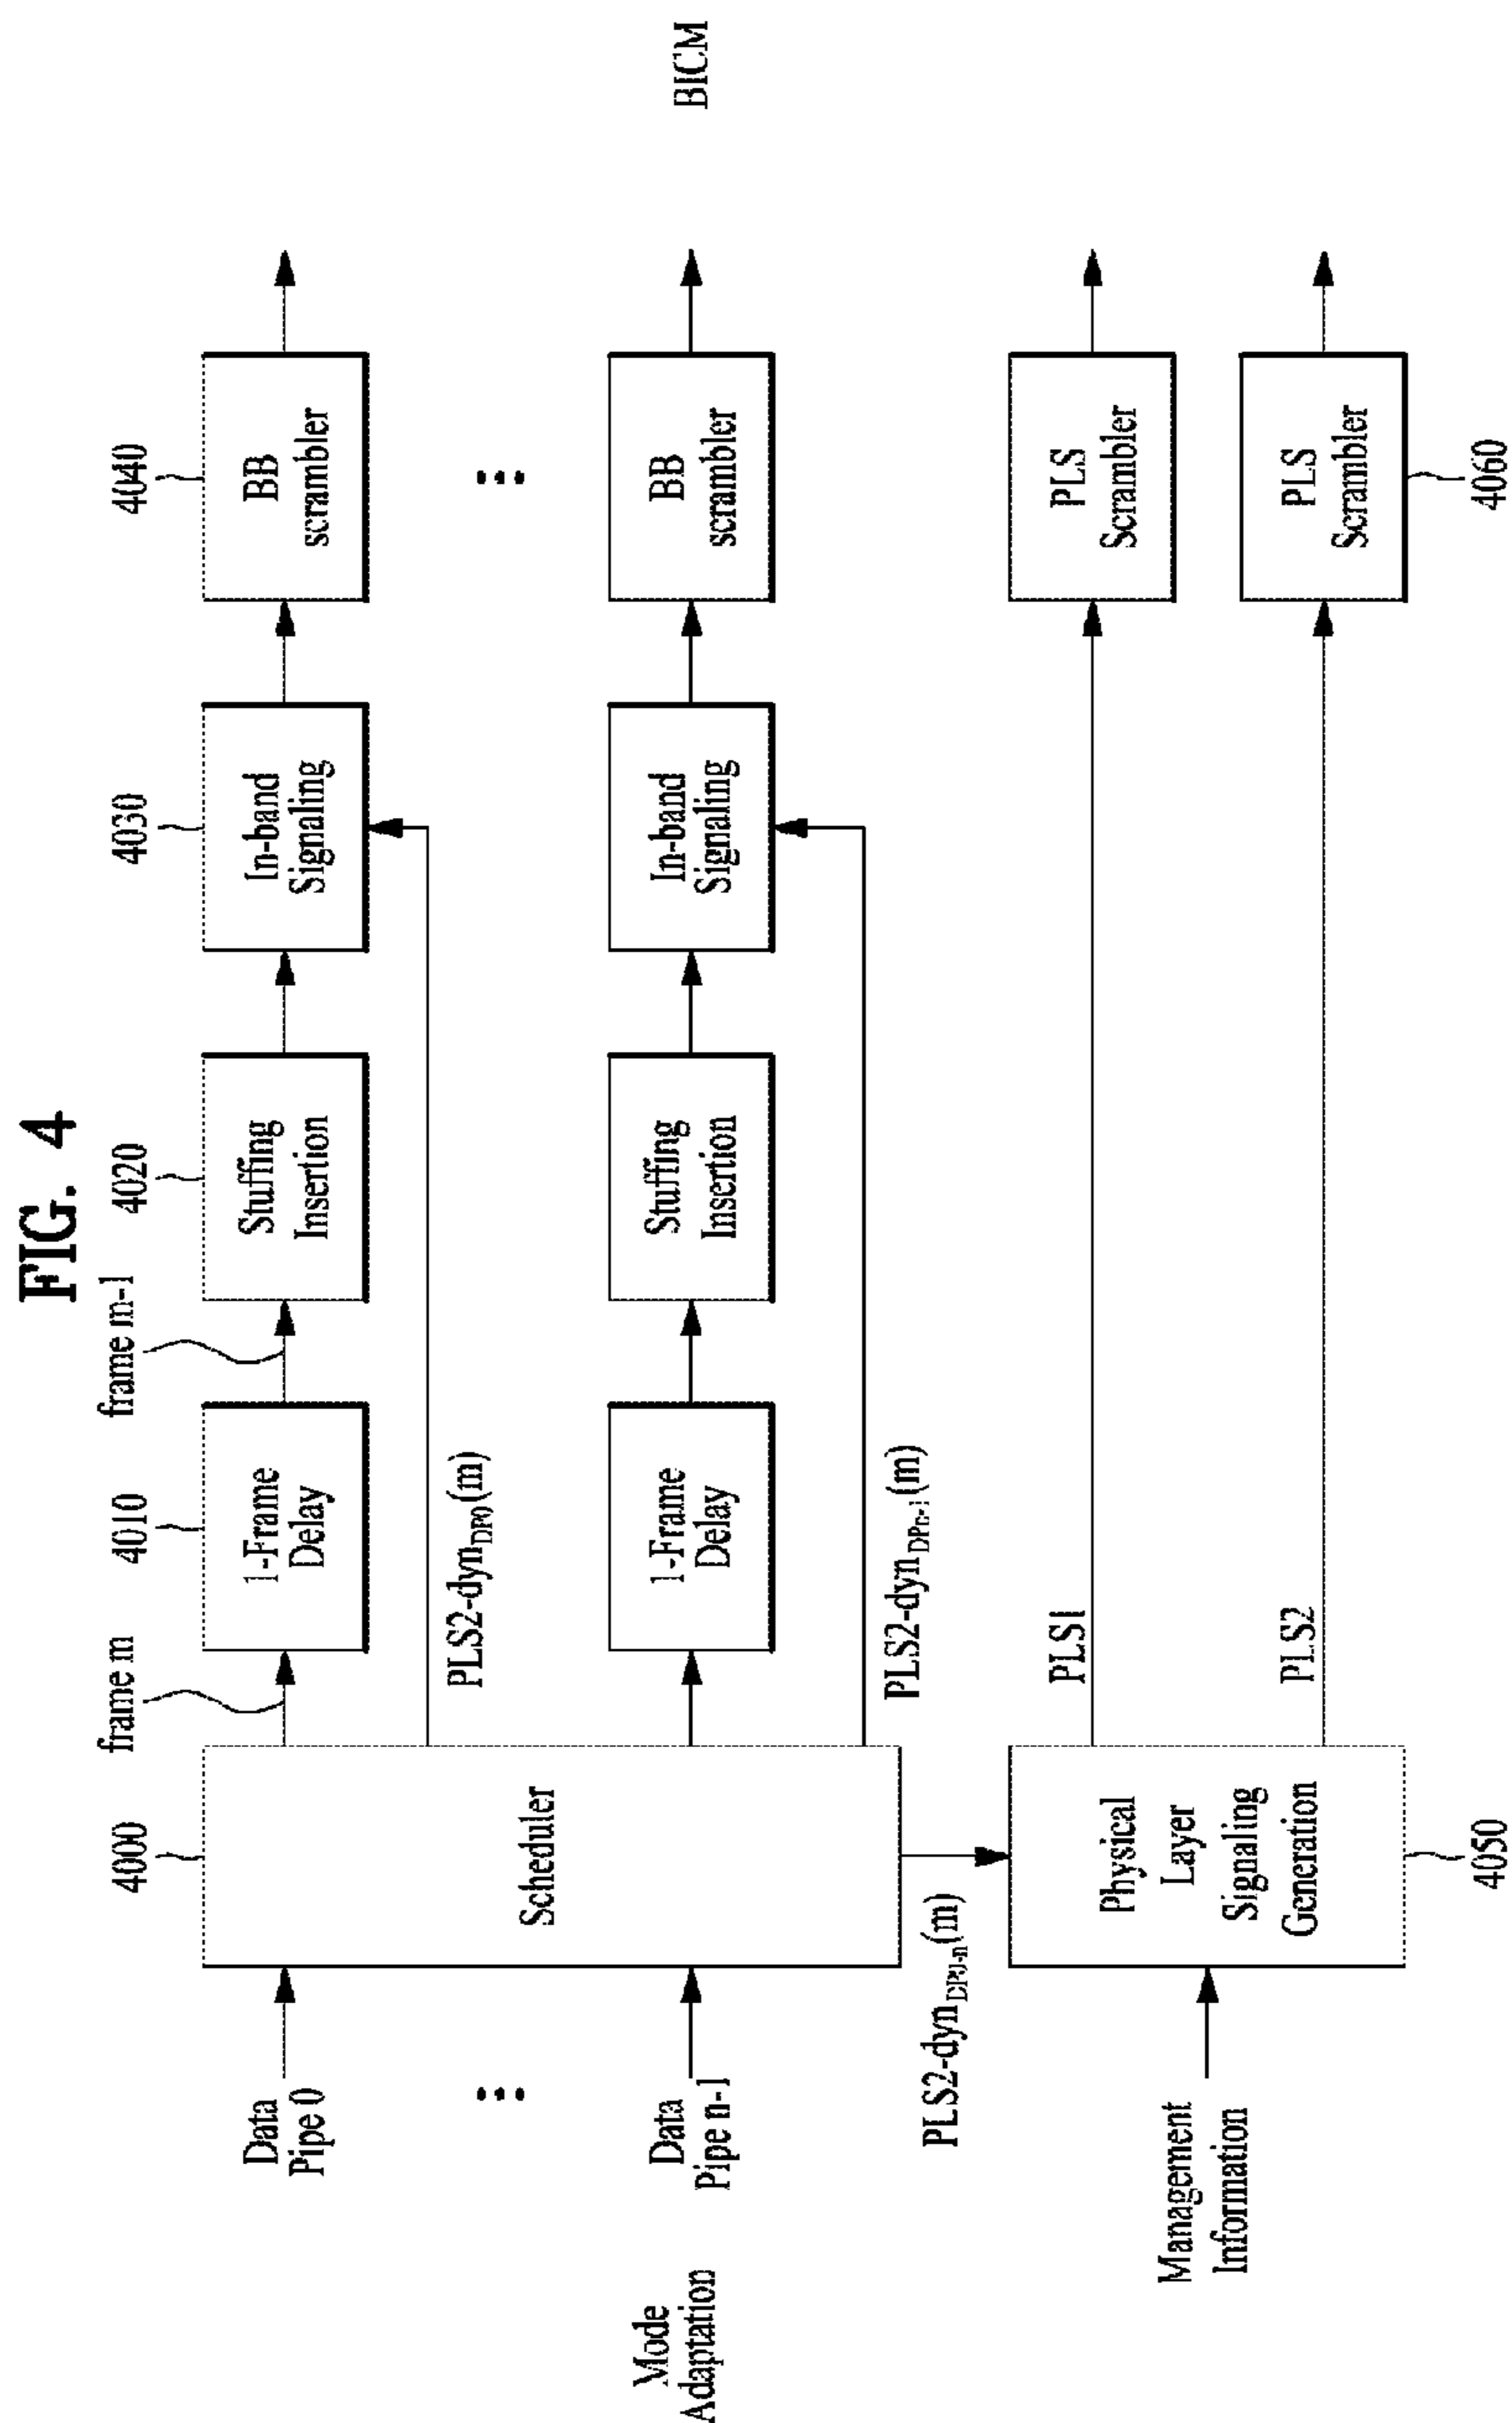 FIG. 4
Mode
Adaptation
Data
Pipe 0
Data
Pipe n-1
Management
Information
4000
Scheduler
PLS2-dynDP0-n(m)
Physical
Layer
Signaling
Generation
4050
frame m
4010
1-Frame
Delay
frame m-1
4020
Stuffing
Insertion
4030
In-band
Signaling
4040
BB
scrambler
PLS2-dynDP0(m)
1-Frame
Delay
Stuffing
Insertion
In-band
Signaling
BB
scrambler
PLS2-dynDPn-1(m)
BICM
PLS1
PLS
Scrambler
PLS2
PLS
Scrambler
4060